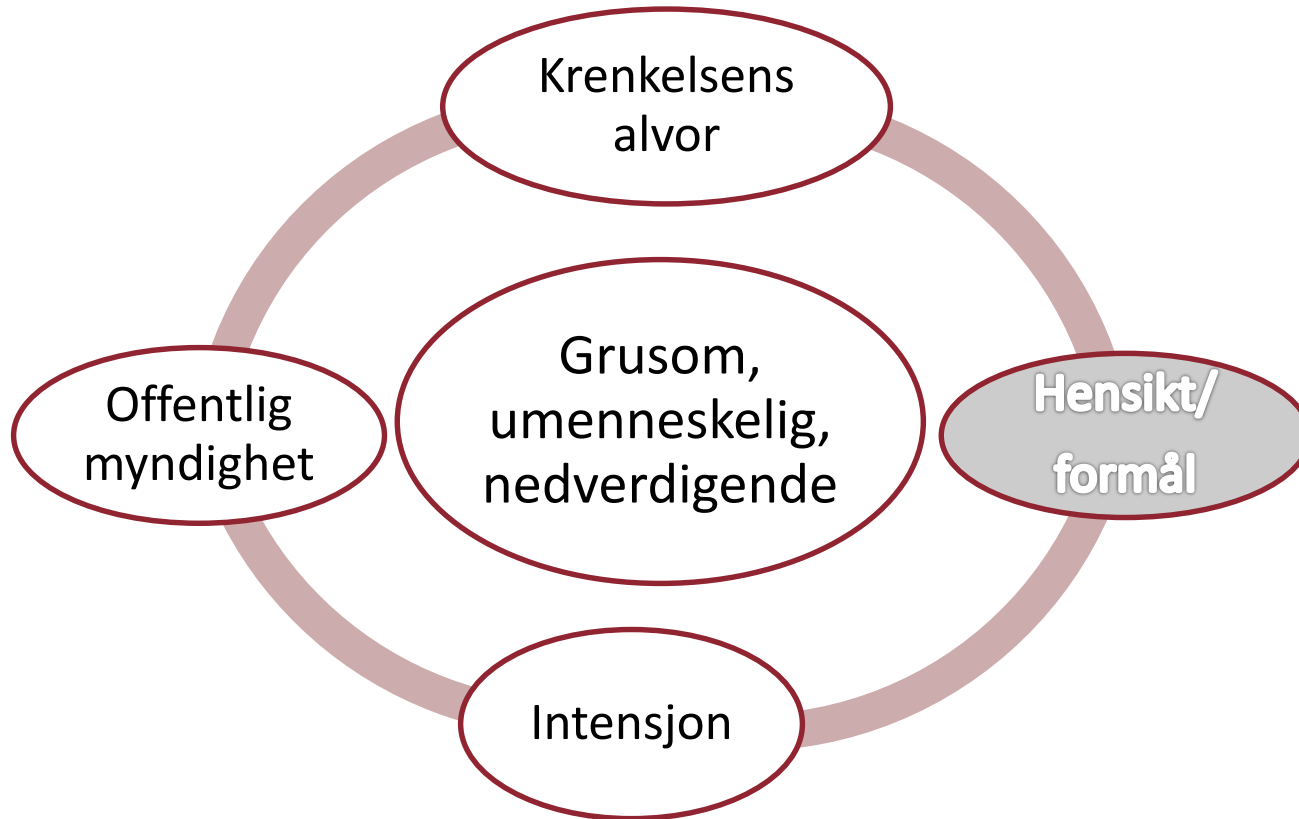 Krenkelsens
alvor
Grusom,
umenneskelig,
nedverdigende
Offentlig
myndighet
Hensikt/
formål
Intensjon